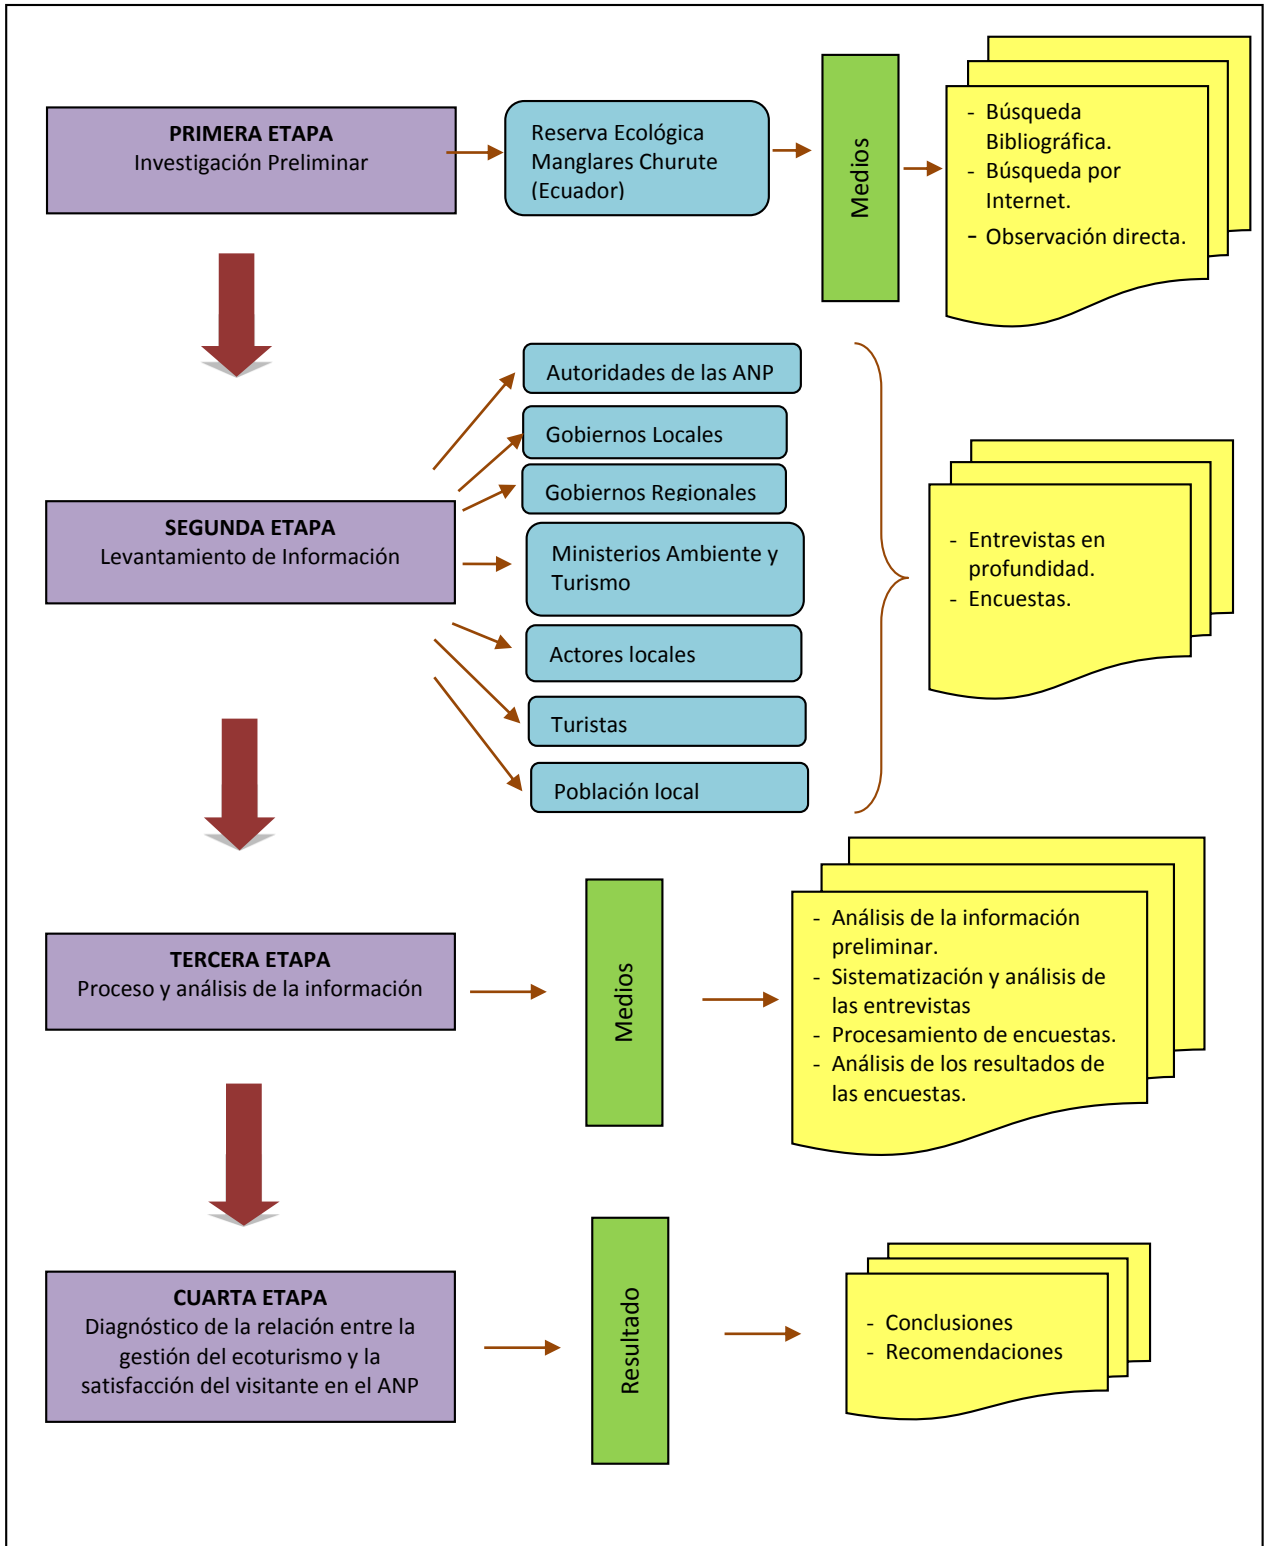 PRIMERA ETAPA
Investigación Preliminar
Reserva Ecológica
Manglares Churute
(Ecuador)
Medios
- Búsqueda
Bibliográfica.
- Búsqueda por
Internet.
- Observación directa.
SEGUNDA ETAPA
Levantamiento de Información
Autoridades de las ANP
Gobiernos Locales
Gobiernos Regionales
Ministerios Ambiente y
Turismo
Actores locales
Turistas
Población local
- Entrevistas en
profundidad.
- Encuestas.
TERCERA ETAPA
Proceso y análisis de la información
Medios
- Análisis de la información
preliminar.
- Sistematización y análisis de
las entrevistas
- Procesamiento de encuestas.
- Análisis de los resultados de
las encuestas.
CUARTA ETAPA
Diagnóstico de la relación entre la
gestión del ecoturismo y la
satisfacción del visitante en el ANP
Resultado
- Conclusiones
- Recomendaciones